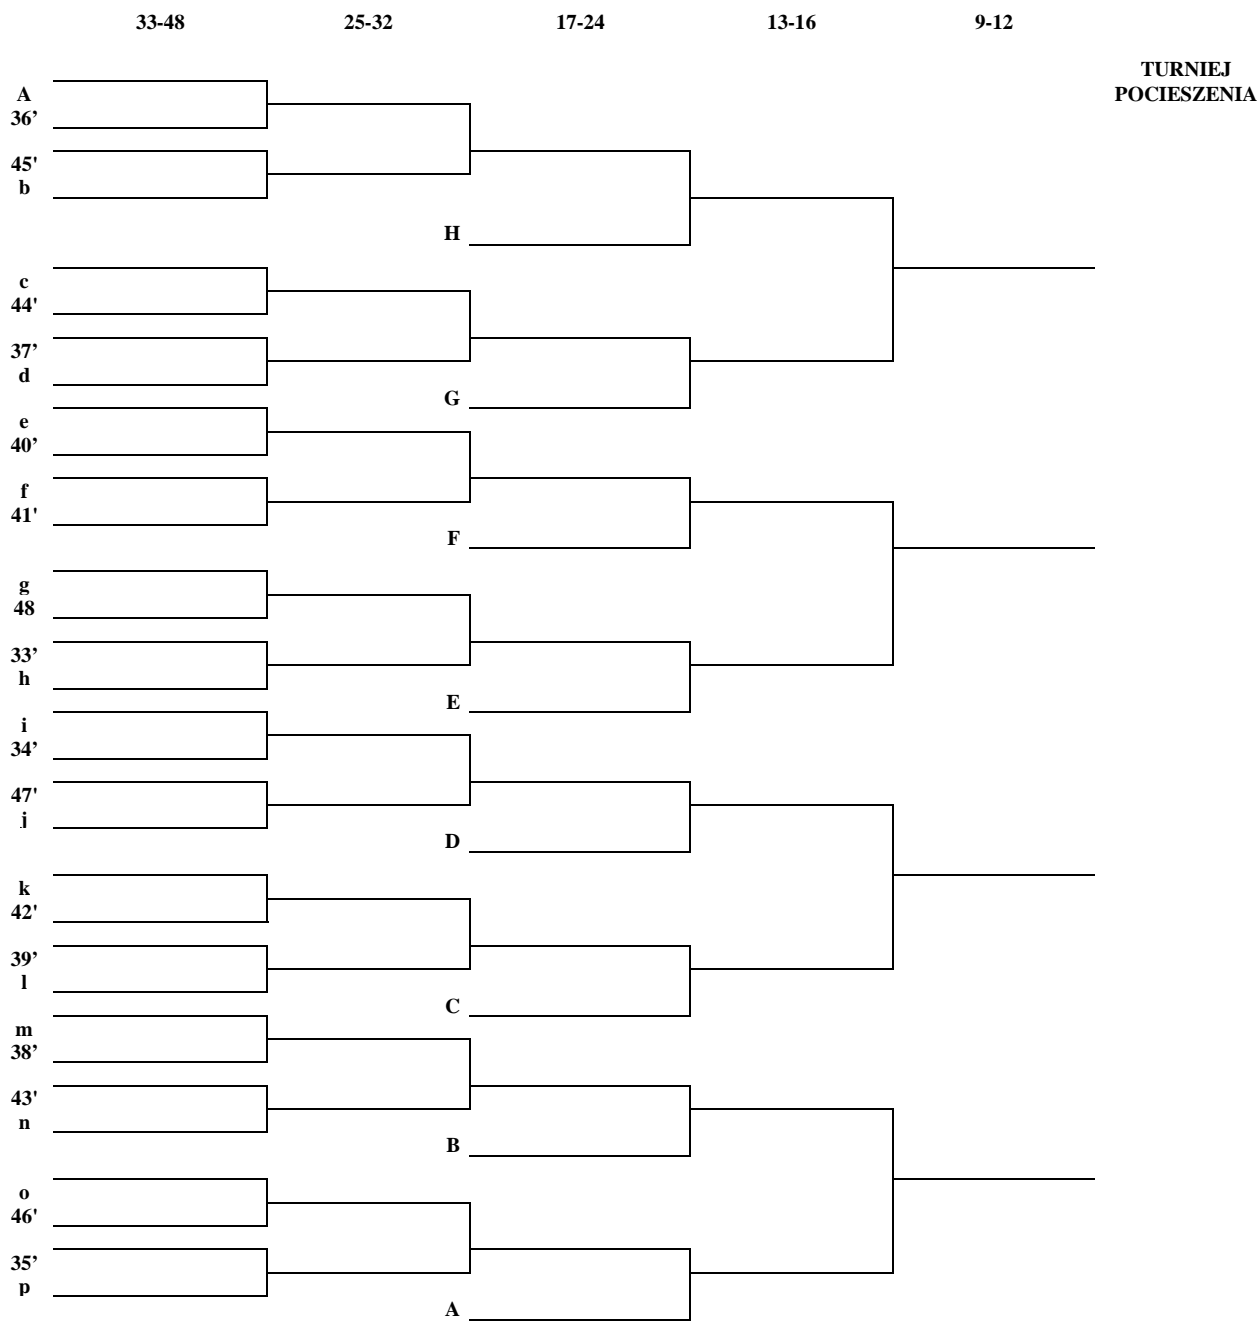 33-48 25-32 17-24 13-16 9-12
TURNIEJ
POCIESZENIA
A
36’
45'
b
H
c
44'
37’
d
G
e
40’
f
41'
F
g
48
33’
h
E
i
34’
47'
j
D
k
42'
39’
l
C
m
38’
43'
n
B
o
46'
35’
p
A